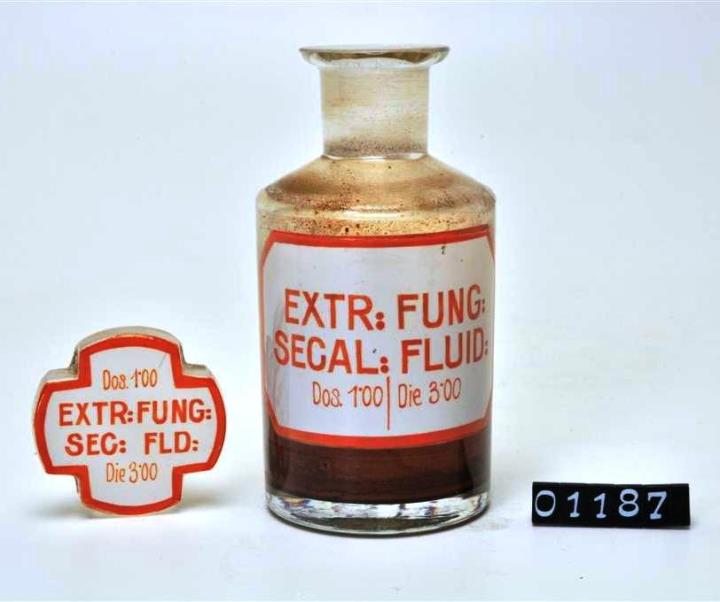 EXTR: FUNG:
SECAL: FLUID:
Dos. 1'00 | Die 3'00
Dos. 1'00
EXTR: FUNG:
SEC: FLD:
Die 3'00
01187